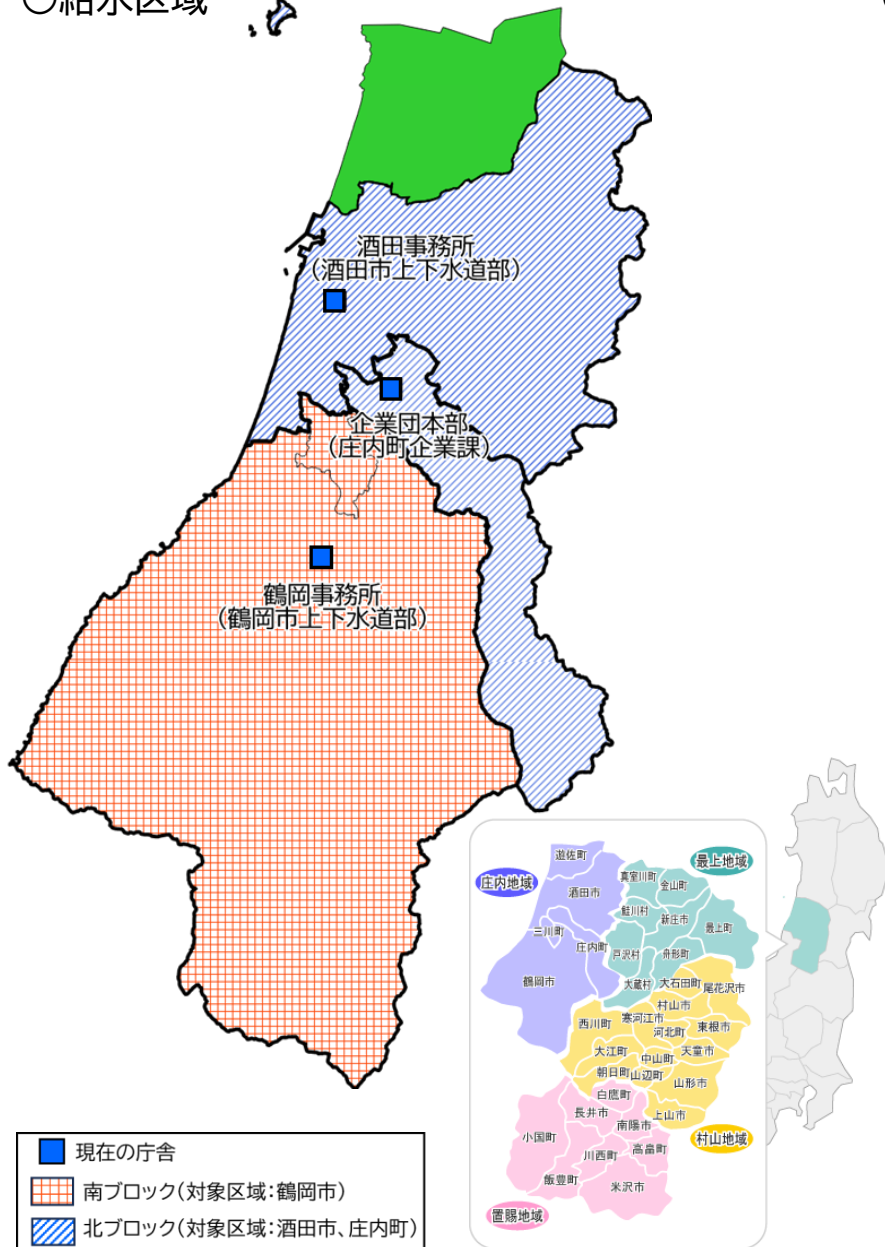 ○給水区域
酒田事務所
(酒田市上下水道部)
企業団本部
(庄内町企業課)
鶴岡事務所
(鶴岡市上下水道部)
庄内地域
最上地域
遊佐町
酒田市
三川町
庄内町
鶴岡市
真室川町
金山町
鮭川村
新庄市
最上町
戸沢村
舟形町
大蔵村
大石田町
尾花沢市
村山市
西川町
寒河江市
河北町
東根市
大江町
中山町
天童市
朝日町
山辺町
山形市
上山市
白鷹町
長井市
南陽市
小国町
川西町
高畠町
飯豊町
米沢市
村山地域
置賜地域
現在の庁舎
南ブロック(対象区域:鶴岡市)
北ブロック(対象区域:酒田市、庄内町)